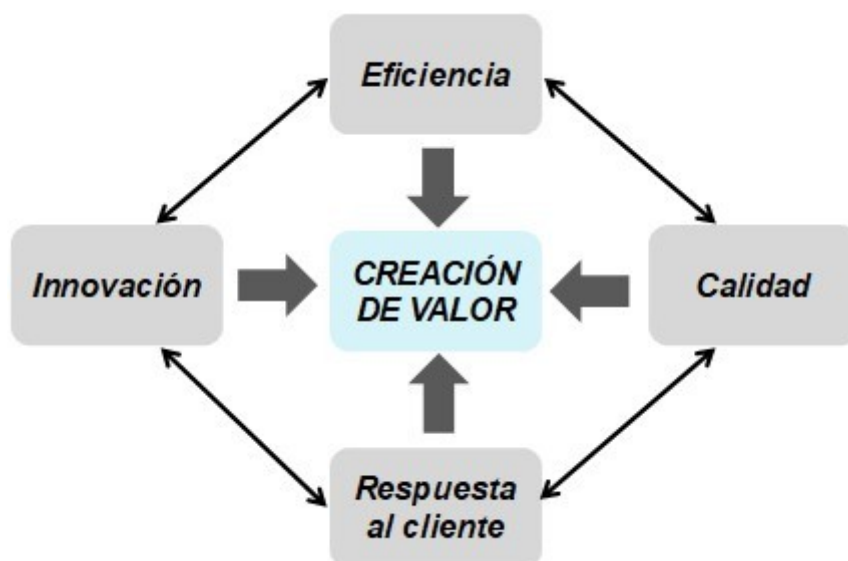 Eficiencia
Innovación
CREACIÓN
DE VALOR
Calidad
Respuesta
al cliente